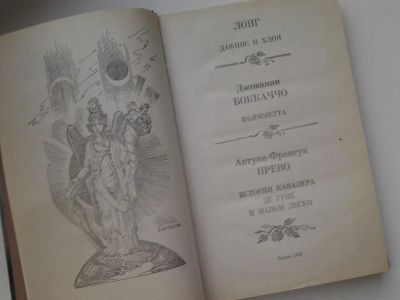 ЛОНГ
ДАФНИС И ХЛОЯ
Джованни
БОККАЧЧО
ФЬЯММЕТТА
Антуан-Франсуа
ПРЕВО
ИСТОРИЯ КАВАЛЕРА
ДЕ ГРИЕ
И МАНОН ЛЕСКО